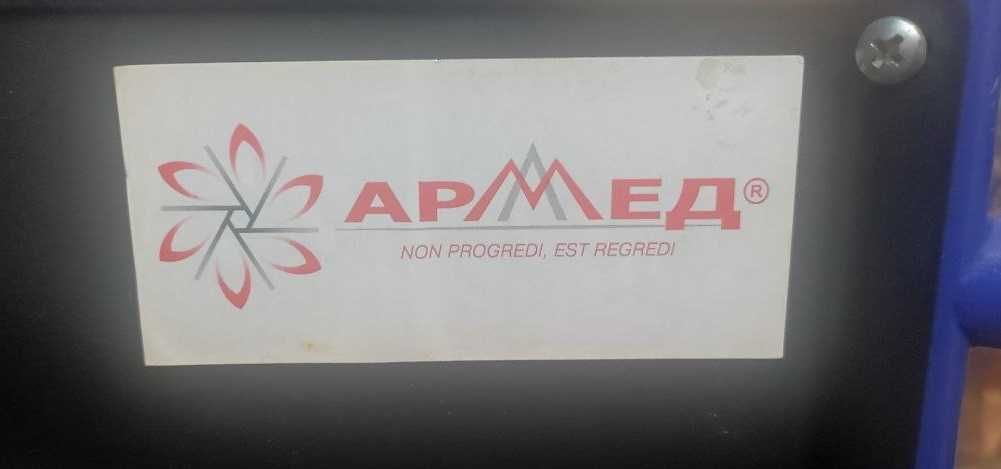 АРМЕД®
NON PROGREDI, EST REGREDI